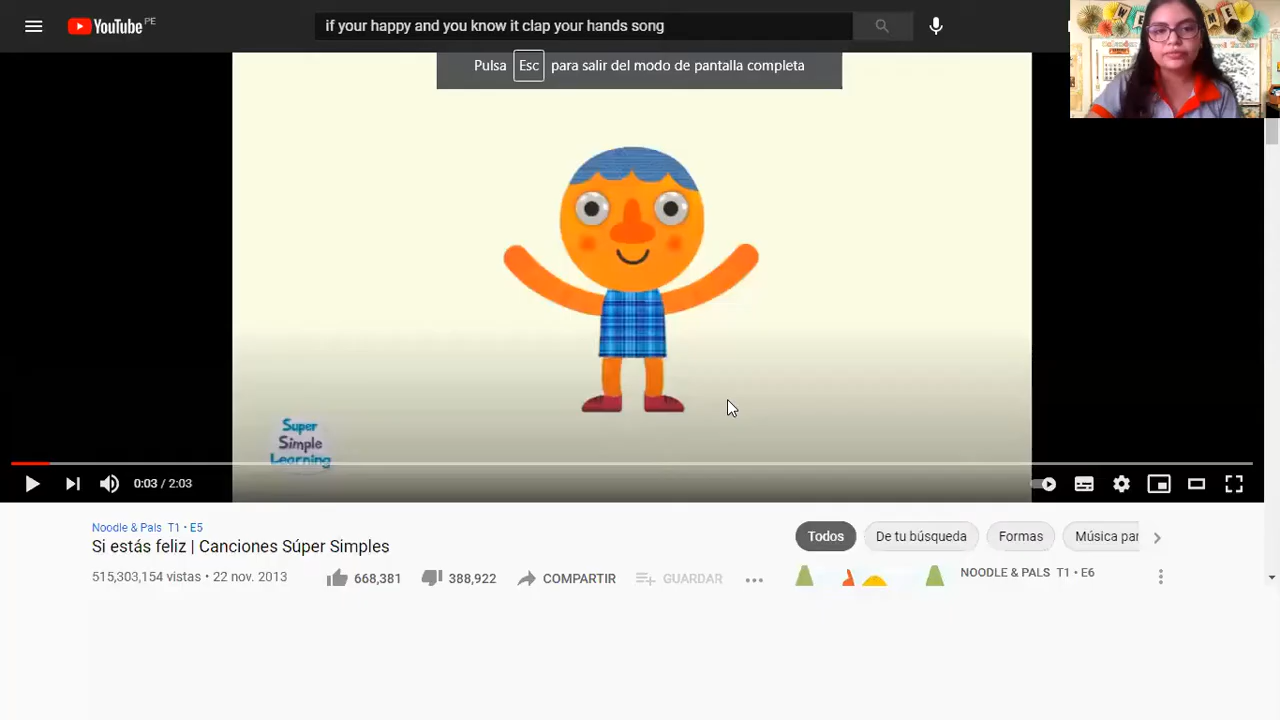 YouTube PE
if your happy and you know it clap your hands song
Pulsa Esc para salir del modo de pantalla completa
Super
Simple
Learning
0:03 / 2:03
Noodle & Pals T1 • E5
Si estás feliz | Canciones Súper Simples
515,303,154 vistas • 22 nov. 2013
668,381
388,922
COMPARTIR
GUARDAR
Todos
De tu búsqueda
Formas
Música par
NOODLE & PALS T1 • E6